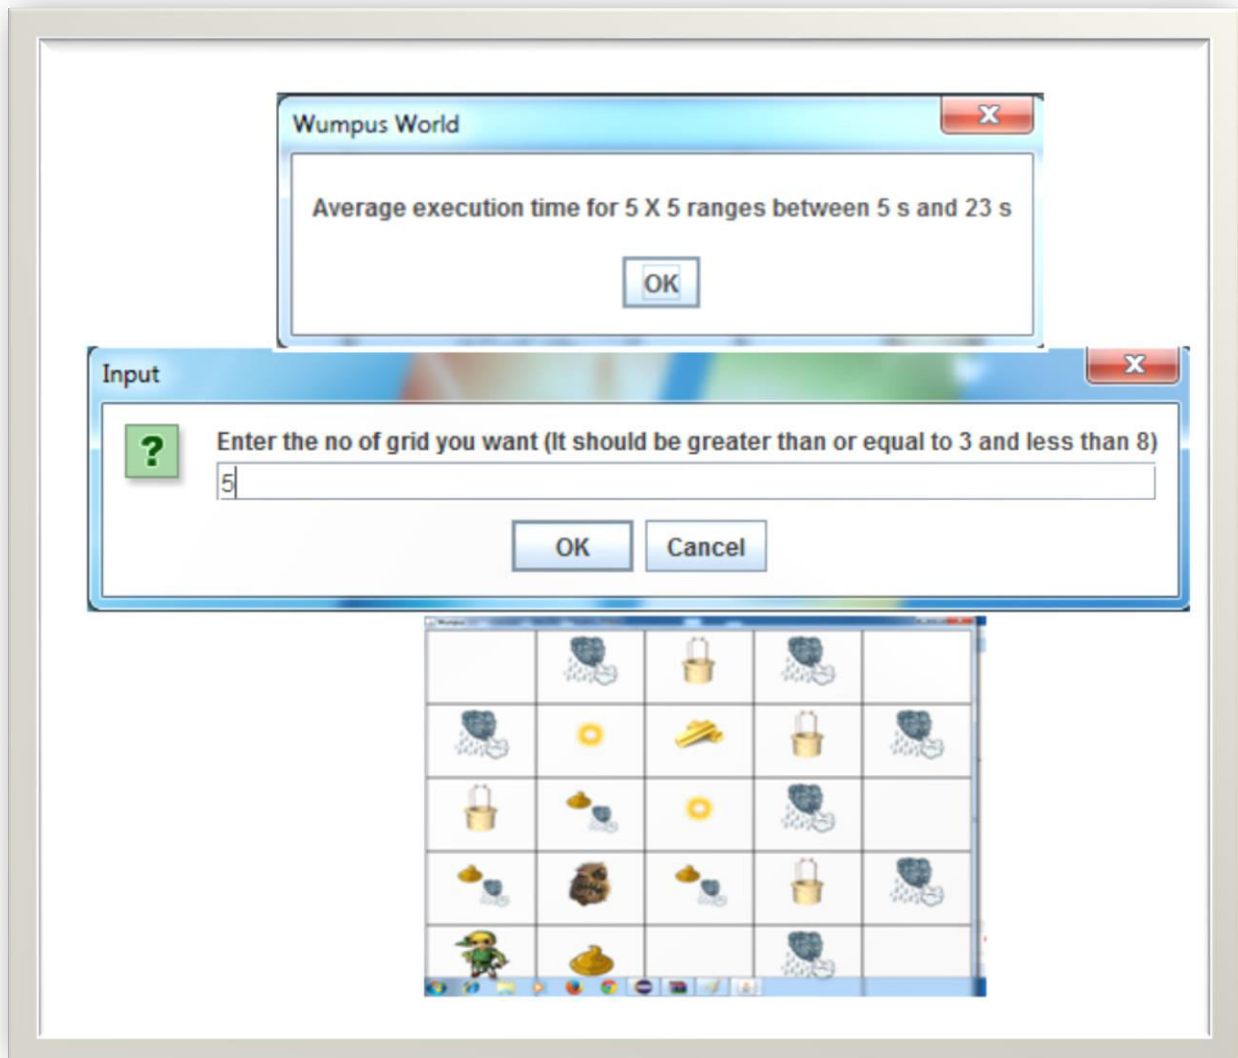 Wumpus World
Average execution time for 5 X 5 ranges between 5 s and 23 s
OK
Input
Enter the no of grid you want (It should be greater than or equal to 3 and less than 8)
5
OK
Cancel
Wumpus